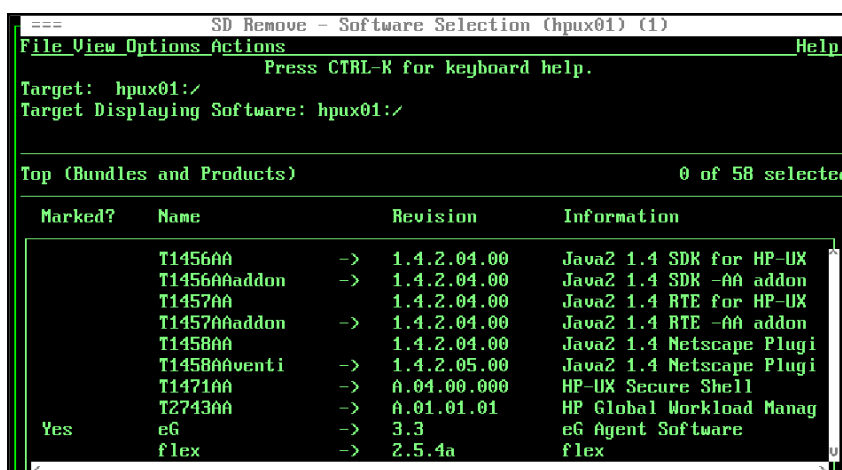 === SD Remove - Software Selection (hpux01) (1)
File View Options Actions Help
Press CTRL-K for keyboard help.
Target: hpux01:/
Target Displaying Software: hpux01:/
Top (Bundles and Products) 0 of 58 selected
Marked? Name Revision Information
T1456AA -> 1.4.2.04.00 Java2 1.4 SDK for HP-UX ^
T1456AAaddon -> 1.4.2.04.00 Java2 1.4 SDK -AA addon
T1457AA -> 1.4.2.04.00 Java2 1.4 RTE for HP-UX
T1457AAaddon -> 1.4.2.04.00 Java2 1.4 RTE -AA addon
T1458AA -> 1.4.2.04.00 Java2 1.4 Netscape Plugi
T1458AAventi -> 1.4.2.05.00 Java2 1.4 Netscape Plugi
T1471AA -> A.04.00.000 HP-UX Secure Shell
T2743AA -> A.01.01.01 HP Global Workload Manag
Yes eG -> 3.3 eG Agent Software
flex -> 2.5.4a flex v